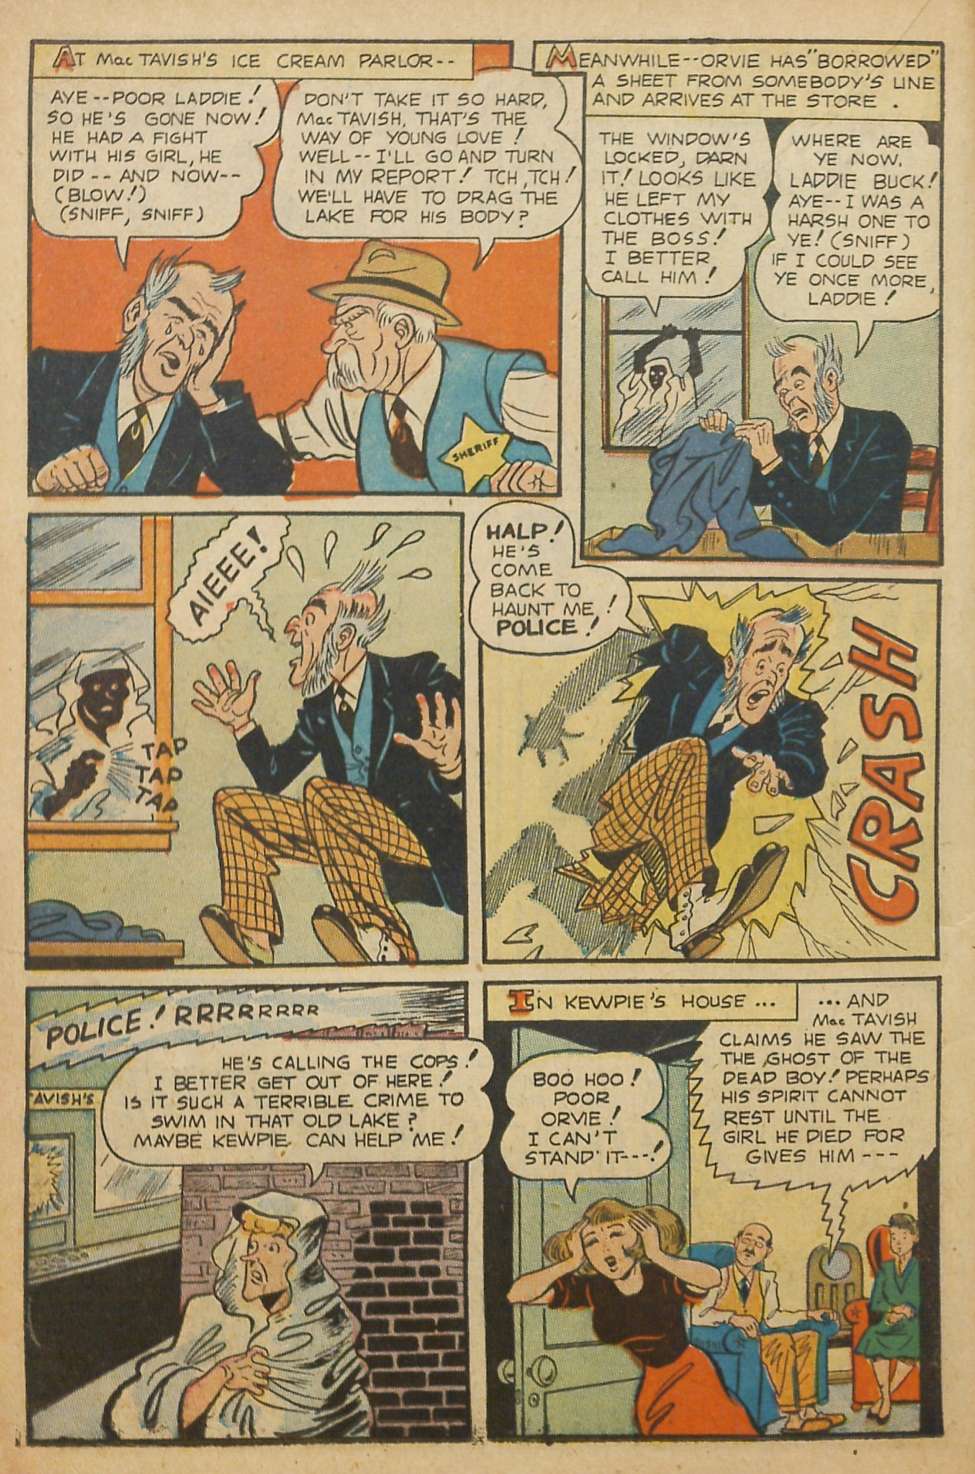 AT Mac TAVISH'S ICE CREAM PARLOR--
AYE--POOR LADDIE!
SO HE'S GONE NOW!
HE HAD A FIGHT
WITH HIS GIRL, HE
DID -- AND NOW--
(BLOW!)
(SNIFF, SNIFF)
DON'T TAKE IT SO HARD,
Mac TAVISH, THAT'S THE
WAY OF YOUNG LOVE!
WELL-- I'LL GO AND TURN
IN MY REPORT! TCH, TCH!
WE'LL HAVE TO DRAG THE
LAKE FOR HIS BODY?
SHERIFF
MEANWHILE--ORVIE HAS "BORROWED"
A SHEET FROM SOMEBODY'S LINE
AND ARRIVES AT THE STORE.
THE WINDOW'S
LOCKED, DARN
IT! LOOKS LIKE
HE LEFT MY
CLOTHES WITH
THE BOSS!
I BETTER
CALL HIM!
WHERE ARE
YE NOW,
LADDIE BUCK!
AYE-- I WAS A
HARSH ONE TO
YE! (SNIFF)
IF I COULD SEE
YE ONCE MORE,
LADDIE!
AIEEE!
TAP
TAP
TAP
HALP!
HE'S
COME
BACK TO
HAUNT ME!
POLICE!
CRASH
POLICE! RRRRRRRR
HE'S CALLING THE COPS!
I BETTER GET OUT OF HERE!
IS IT SUCH A TERRIBLE CRIME TO
SWIM IN THAT OLD LAKE?
MAYBE KEWPIE CAN HELP ME!
AVISH'S
IN KEWPIE'S HOUSE ...
BOO HOO!
POOR
ORVIE!
I CAN'T
STAND IT---!
... AND
Mac TAVISH
CLAIMS HE SAW THE
THE GHOST OF THE
DEAD BOY! PERHAPS
HIS SPIRIT CANNOT
REST UNTIL THE
GIRL HE DIED FOR
GIVES HIM ---